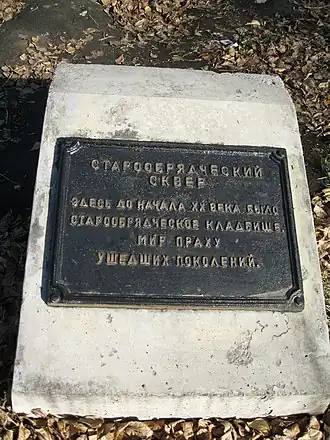 СТАРООБРЯДЧЕСКИЙ
СКВЕР
ЗДЕСЬ ДО НАЧАЛА XX ВЕКА БЫЛО
СТАРООБРЯДЧЕСКОЕ КЛАДБИЩЕ.
МИР ПРАХУ
УШЕДШИХ ПОКОЛЕНИЙ.